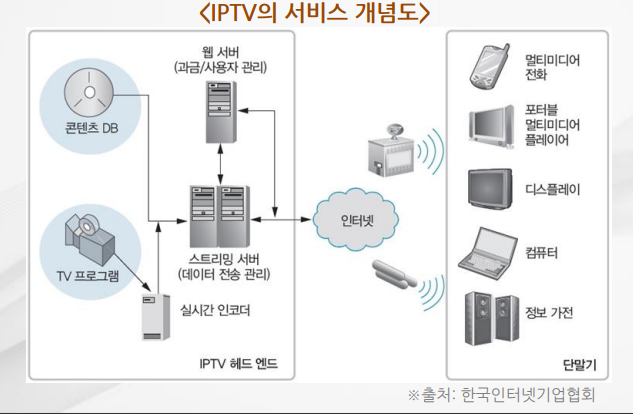 <IPTV의 서비스 개념도>
웹 서버
(과금/사용자 관리)
콘텐츠 DB
스트리밍 서버
(데이터 전송 관리)
TV 프로그램
실시간 인코더
IPTV 헤드 엔드
인터넷
멀티미디어
전화
포터블
멀티미디어
플레이어
디스플레이
컴퓨터
정보 가전
단말기
※출처: 한국인터넷기업협회